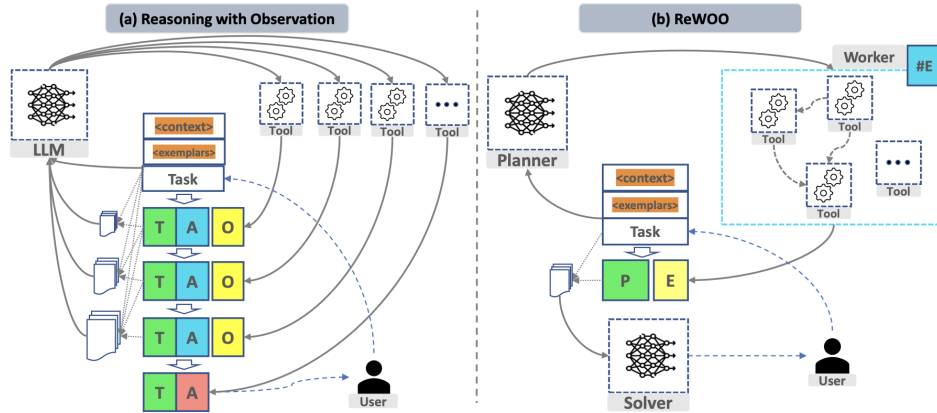 (a) Reasoning with Observation
LLM
Tool
Tool
Tool
Tool
<context>
<exemplars>
Task
T A O
T A O
T A O
T A
User
(b) ReWOO
Planner
Worker
#E
Tool
Tool
Tool
Tool
<context>
<exemplars>
Task
P E
Solver
User